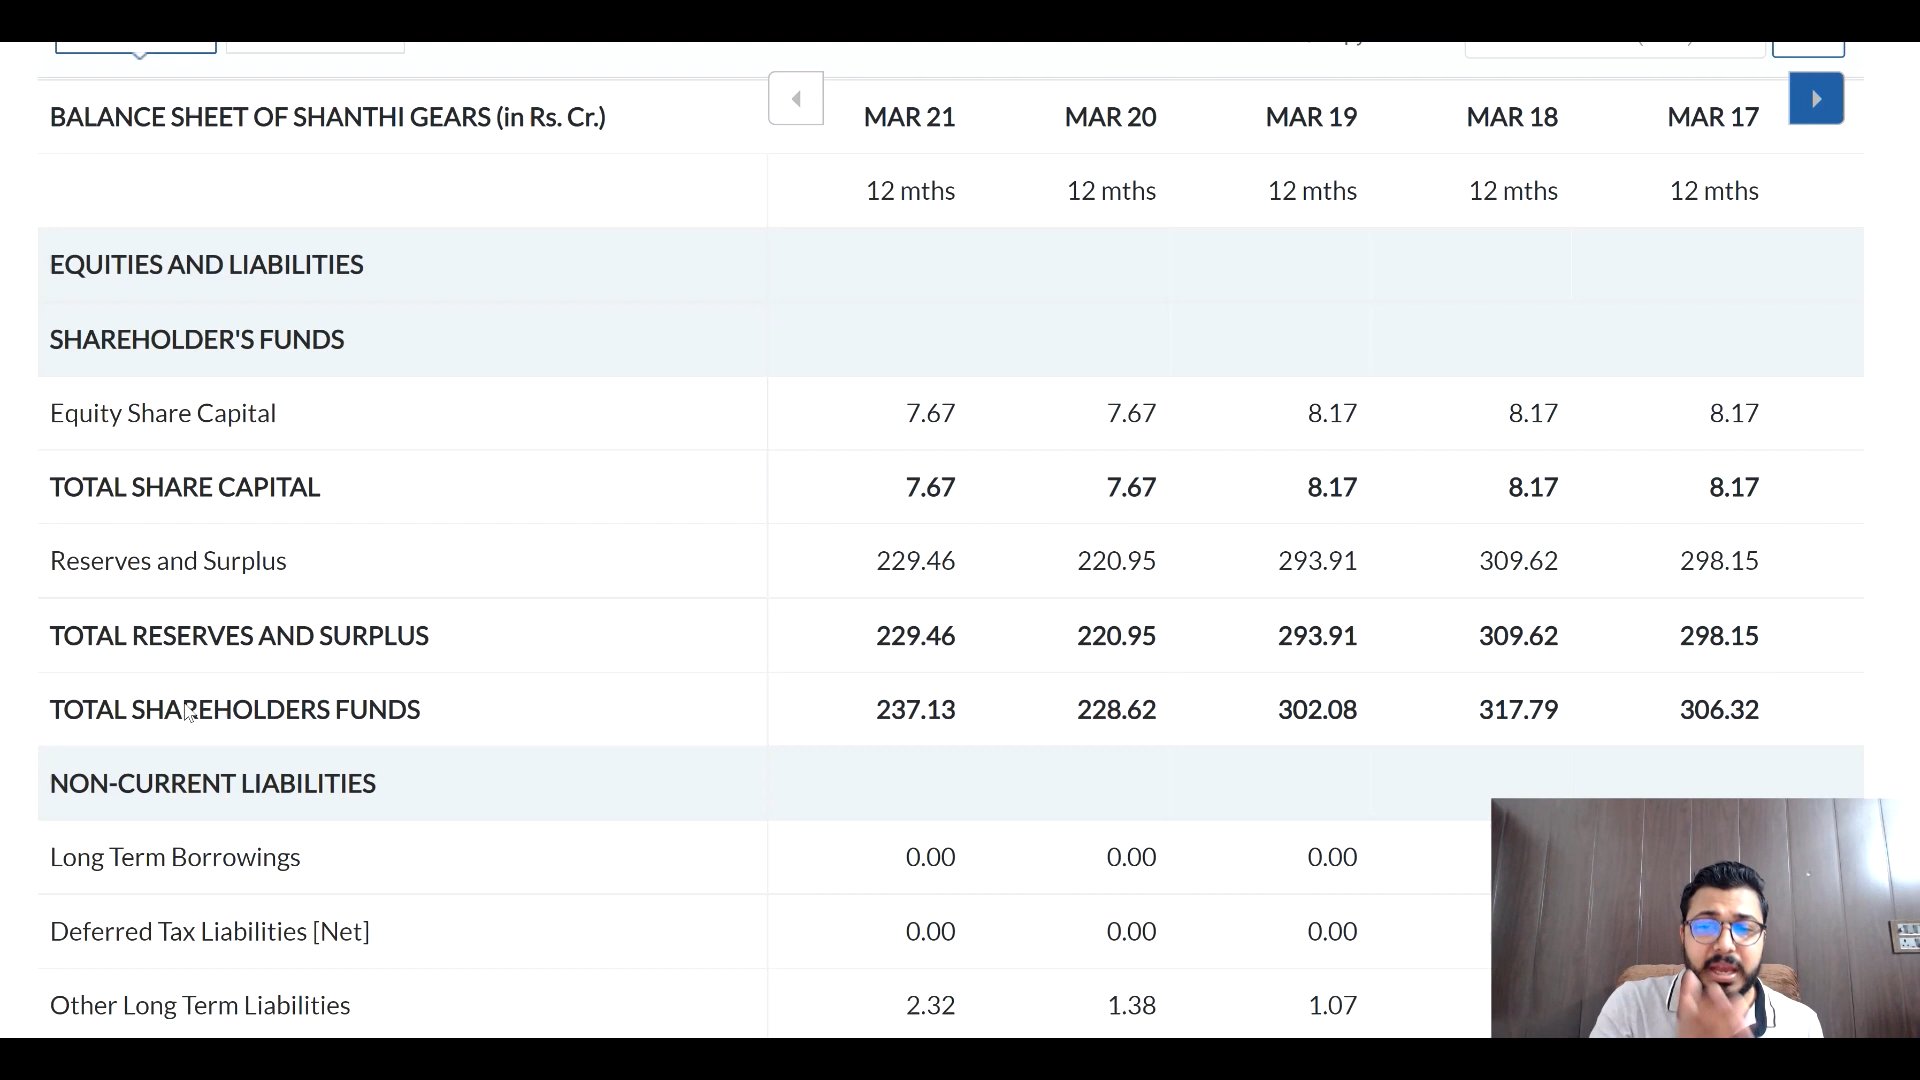 BALANCE SHEET OF SHANTHI GEARS (in Rs. Cr.) MAR 21 MAR 20 MAR 19 MAR 18 MAR 17
12 mths 12 mths 12 mths 12 mths 12 mths
EQUITIES AND LIABILITIES
SHAREHOLDER'S FUNDS
Equity Share Capital 7.67 7.67 8.17 8.17 8.17
TOTAL SHARE CAPITAL 7.67 7.67 8.17 8.17 8.17
Reserves and Surplus 229.46 220.95 293.91 309.62 298.15
TOTAL RESERVES AND SURPLUS 229.46 220.95 293.91 309.62 298.15
TOTAL SHAREHOLDERS FUNDS 237.13 228.62 302.08 317.79 306.32
NON-CURRENT LIABILITIES
Long Term Borrowings 0.00 0.00 0.00
Deferred Tax Liabilities [Net] 0.00 0.00 0.00
Other Long Term Liabilities 2.32 1.38 1.07